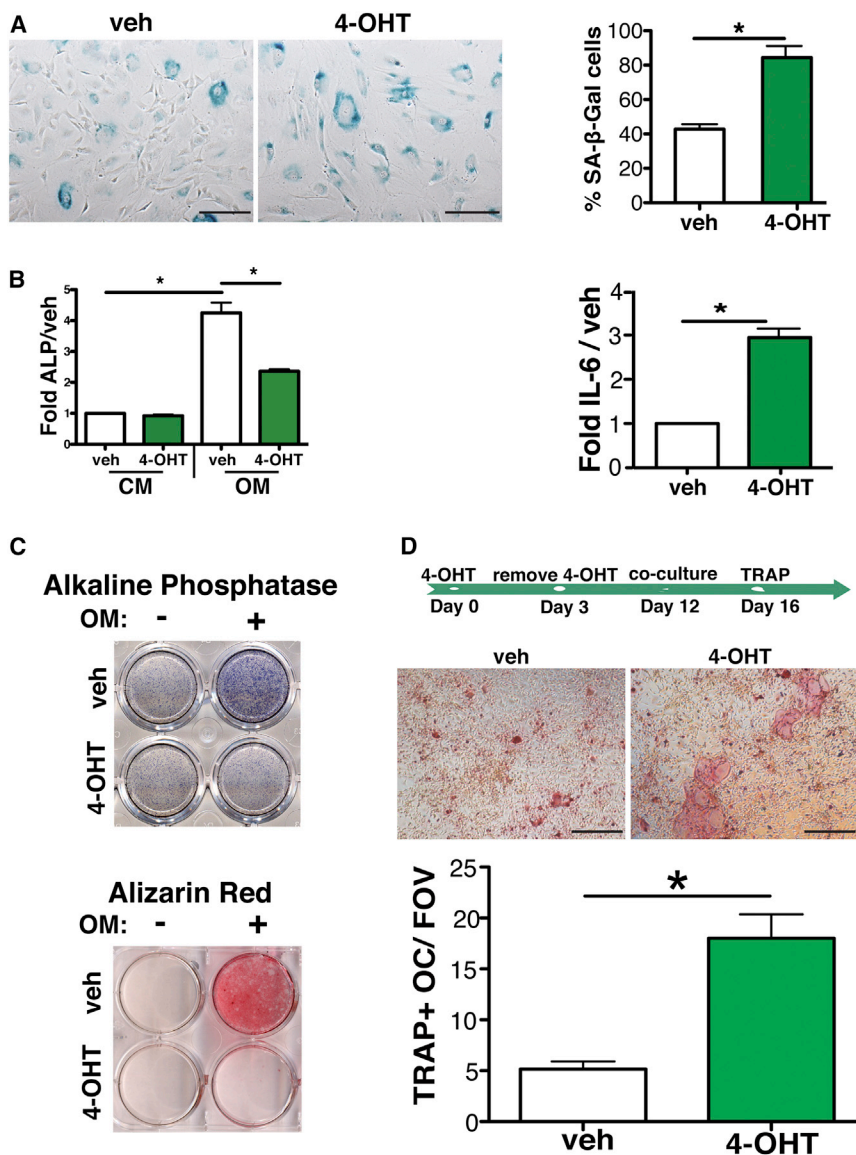 A
veh
4-OHT
% SA-β-Gal cells
100
80
60
40
20
0
*
veh
4-OHT
B
Fold ALP/veh
5
4
3
2
1
0
*
*
veh
4-OHT
veh
4-OHT
CM
OM
Fold IL-6 / veh
4
3
2
1
0
*
veh
4-OHT
C
Alkaline Phosphatase
OM: - +
veh
4-OHT
Alizarin Red
OM: - +
veh
4-OHT
D
4-OHT remove 4-OHT co-culture TRAP
Day 0 Day 3 Day 12 Day 16
veh
4-OHT
TRAP+ OC/ FOV
25
20
15
10
5
0
*
veh
4-OHT